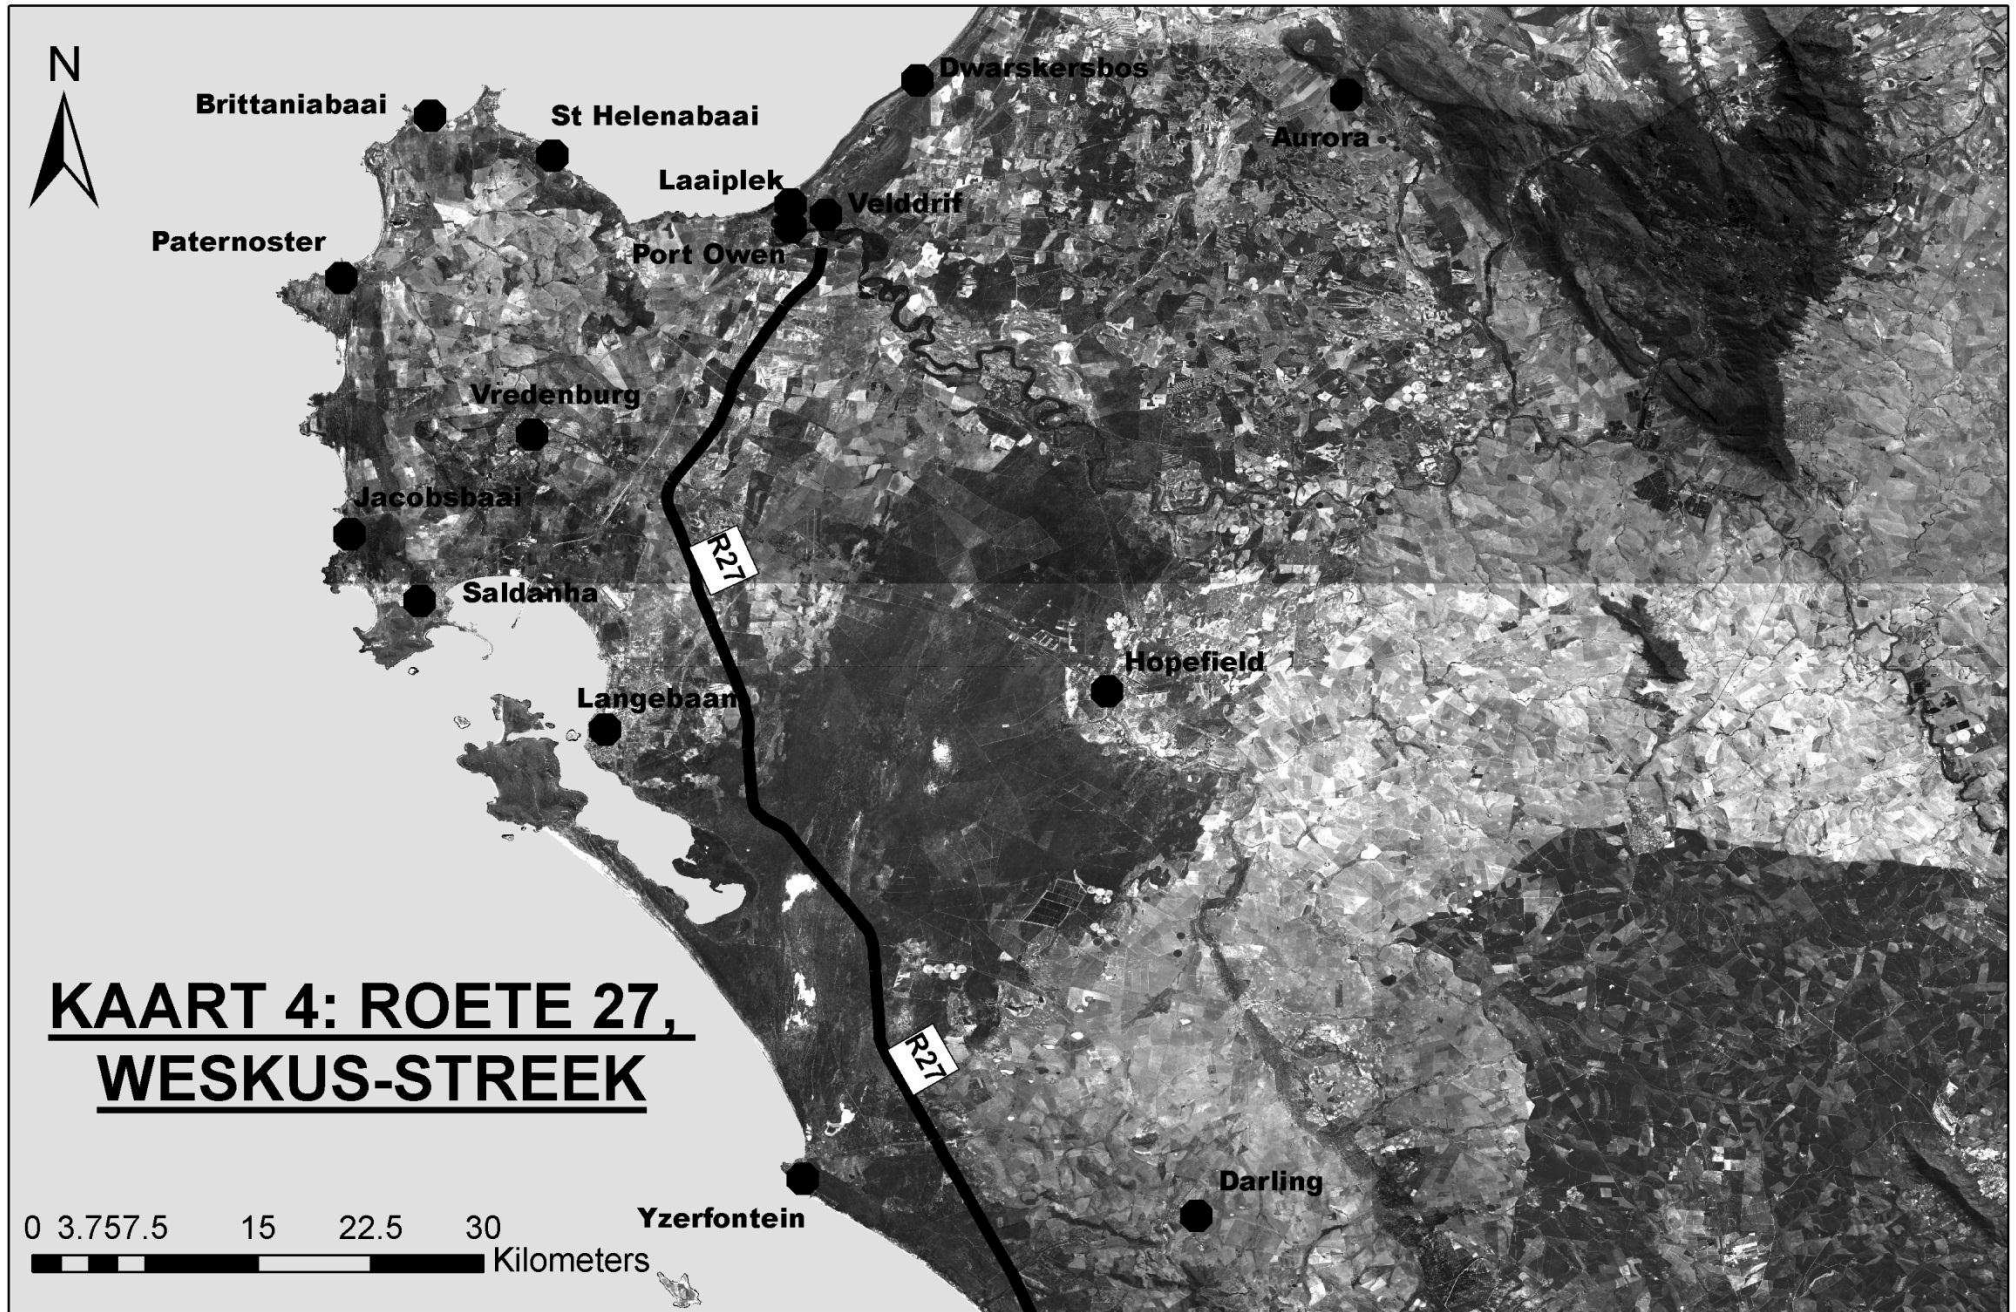 N
Dwarskersbos
Brittaniabaai
St Helenabaai
Aurora
Laaiplek
Velddrif
Paternoster
Port Owen
Vredenburg
Jacobsbaai
R27
Saldanha
Hopefield
Langebaan
KAART 4: ROETE 27,
WESKUS-STREEK
R27
Darling
Yzerfontein
0 3.757.5 15 22.5 30
Kilometers